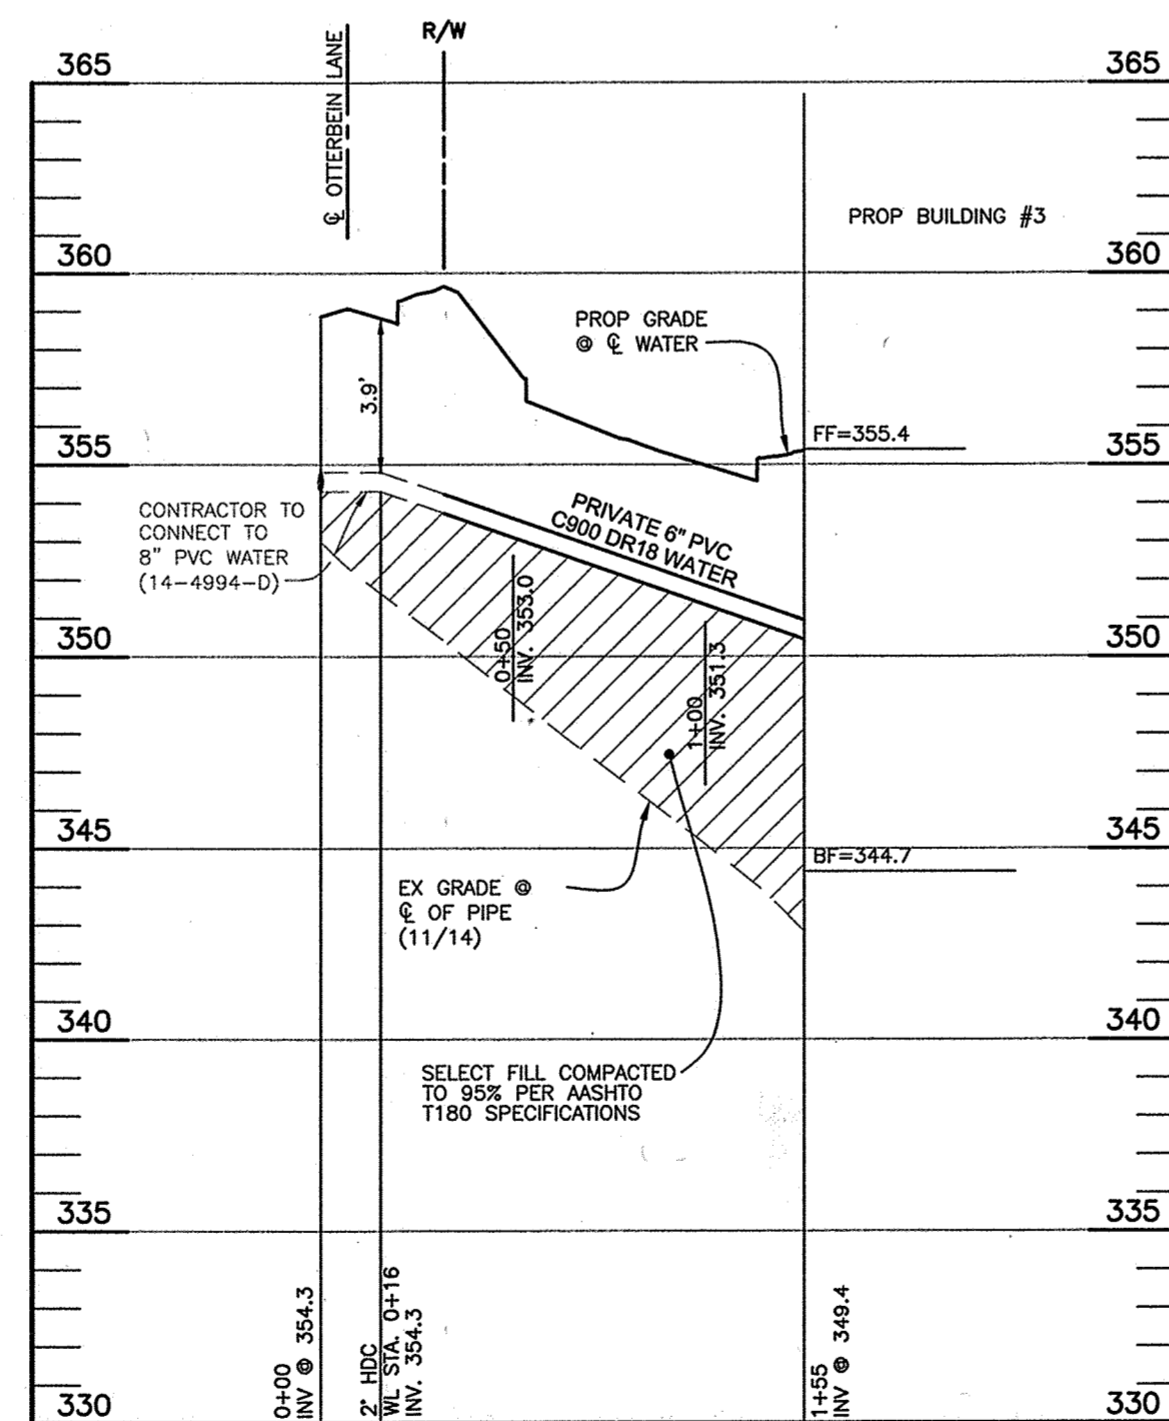 R/W
℄ OTTERBEIN LANE
365
365
PROP BUILDING #3
360
360
PROP GRADE
@ ℄ WATER
3.9'
FF=355.4
355
355
CONTRACTOR TO
CONNECT TO
8" PVC WATER
(14-4994-D)
PRIVATE 6" PVC
C900 DR18 WATER
0+50
INV. 353.0
1+00
INV. 351.3
350
350
345
345
BF=344.7
EX GRADE @
℄ OF PIPE
(11/14)
340
340
SELECT FILL COMPACTED
TO 95% PER AASHTO
T180 SPECIFICATIONS
335
335
0+00
INV @ 354.3
2° HDC
WL STA. 0+16
INV. 354.3
1+55
INV @ 349.4
330
330